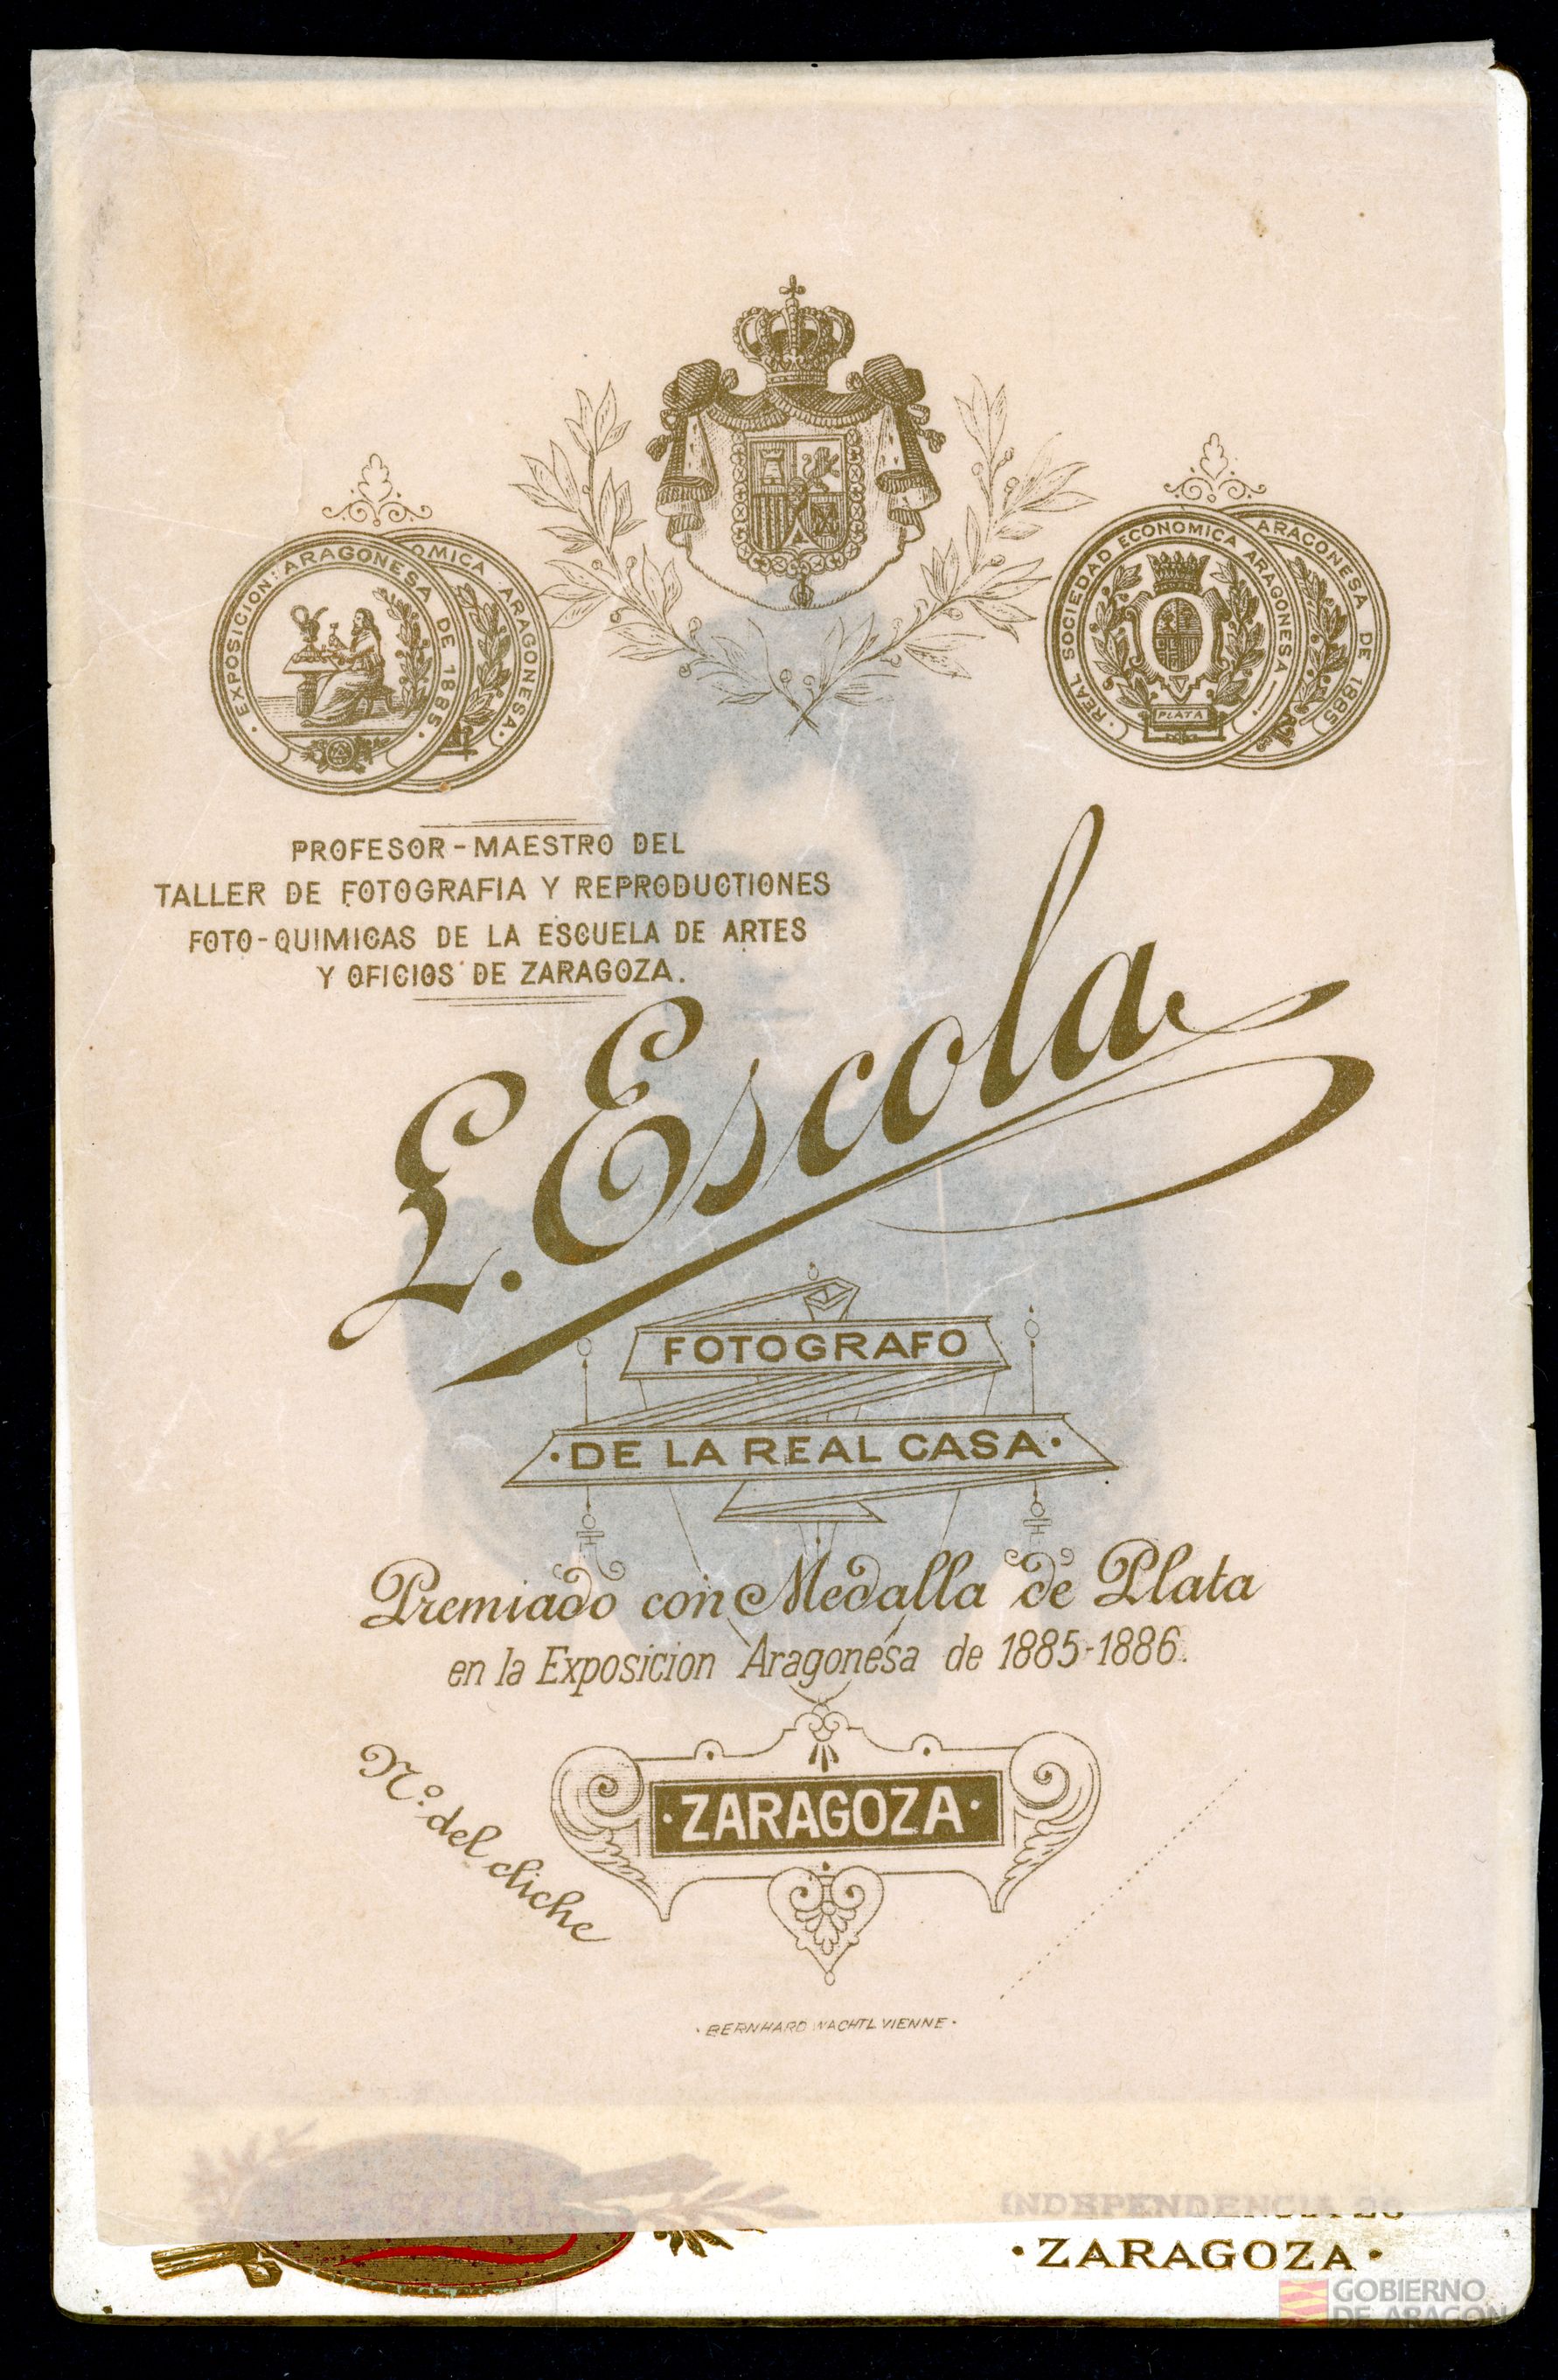 EXPOSICION ARAGONESA DE 1885
OMICA ARAGONESA
REAL SOCIEDAD ECONOMICA ARAGONESA
PLATA
ARAGONESA DE 1885
PROFESOR-MAESTRO DEL
TALLER DE FOTOGRAFIA Y REPRODUCTIONES
FOTO-QUIMICAS DE LA ESCUELA DE ARTES
Y OFICIOS DE ZARAGOZA.
L. Escola
FOTOGRAFO
·DE LA REAL CASA·
Premiado con Medalla de Plata
en la Exposicion Aragonesa de 1885-1886.
Nº. del cliche
·ZARAGOZA·
·BERNHARD WACHTL VIENNE·
INDEPENDENCIA
·ZARAGOZA·
GOBIERNO
DE ARAGON